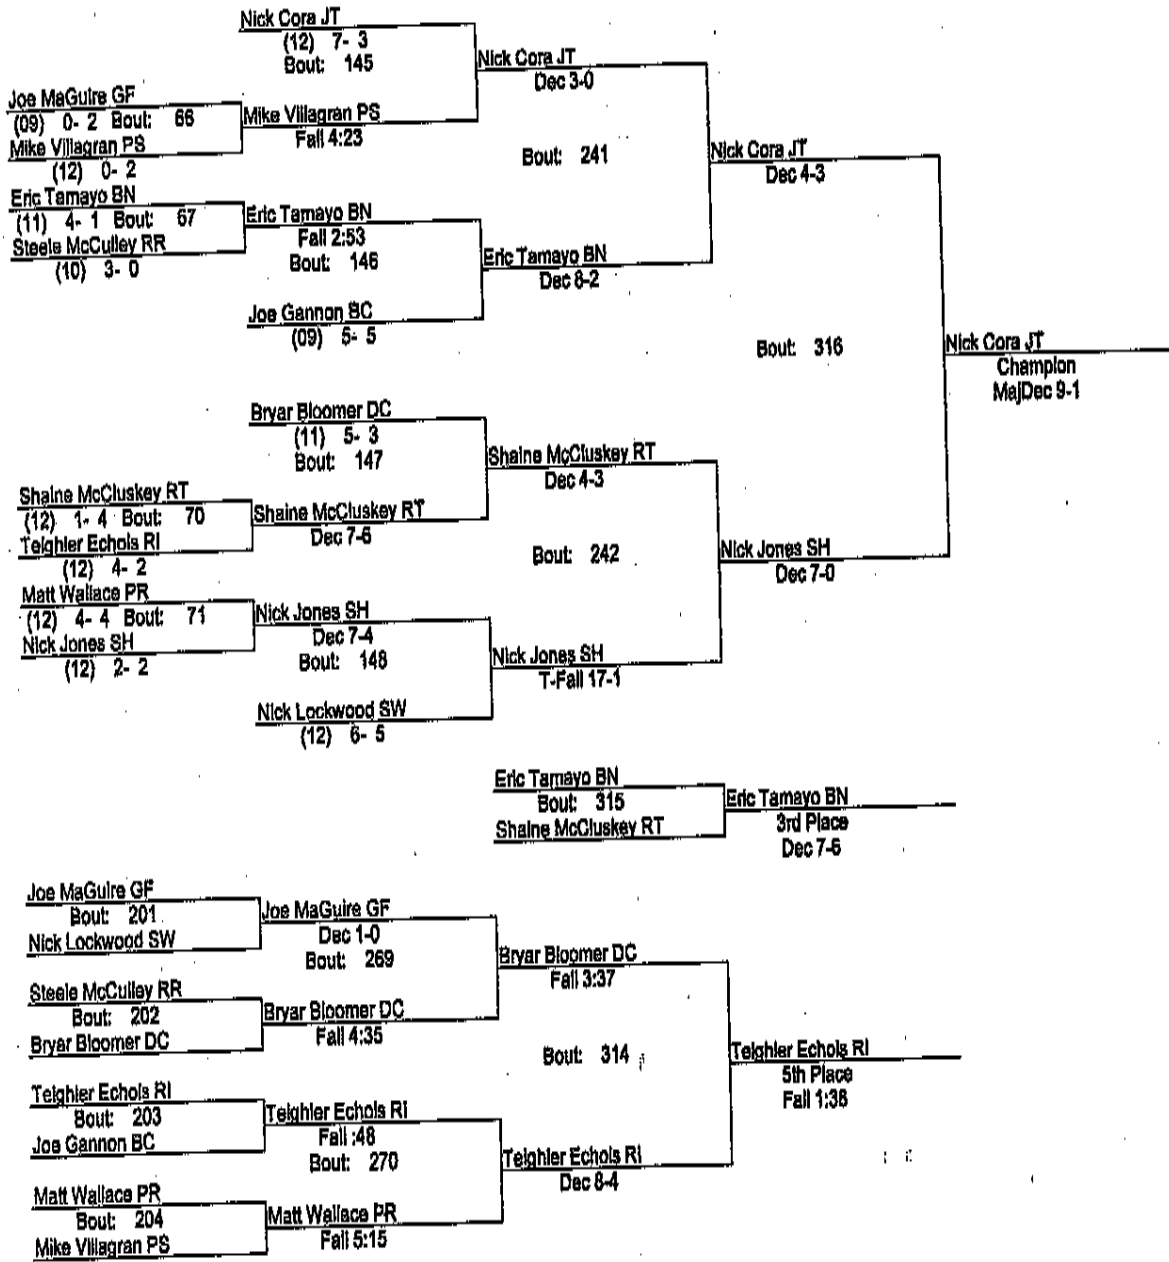 Nick Cora JT
(12) 7- 3
Bout: 145
Nick Cora JT
Dec 3-0
Joe MaGuire GF
(09) 0- 2 Bout: 66
Mike Villagran PS
(12) 0- 2
Mike Villagran PS
Fall 4:23
Bout: 241
Nick Cora JT
Dec 4-3
Eric Tamayo BN
(11) 4- 1 Bout: 67
Steele McCulley RR
(10) 3- 0
Eric Tamayo BN
Fall 2:53
Bout: 146
Eric Tamayo BN
Dec 8-2
Joe Gannon BC
(09) 5- 5
Bout: 316
Nick Cora JT
Champion
MajDec 9-1
Bryar Bloomer DC
(11) 5- 3
Bout: 147
Shaine McCluskey RT
Dec 4-3
Shaine McCluskey RT
(12) 1- 4 Bout: 70
Teighler Echols RI
(12) 4- 2
Shaine McCluskey RT
Dec 7-6
Bout: 242
Nick Jones SH
Dec 7-0
Matt Wallace PR
(12) 4- 4 Bout: 71
Nick Jones SH
(12) 2- 2
Nick Jones SH
Dec 7-4
Bout: 148
Nick Jones SH
T-Fall 17-1
Nick Lockwood SW
(12) 6- 5
Eric Tamayo BN
Bout: 315
Shaine McCluskey RT
Eric Tamayo BN
3rd Place
Dec 7-6
Joe MaGuire GF
Bout: 201
Nick Lockwood SW
Joe MaGuire GF
Dec 1-0
Bout: 269
Bryar Bloomer DC
Fall 3:37
Steele McCulley RR
Bout: 202
Bryar Bloomer DC
Bryar Bloomer DC
Fall 4:35
Bout: 314
Teighler Echols RI
5th Place
Fall 1:36
Teighler Echols RI
Bout: 203
Joe Gannon BC
Teighler Echols RI
Fall :48
Bout: 270
Teighler Echols RI
Dec 8-4
Matt Wallace PR
Bout: 204
Mike Villagran PS
Matt Wallace PR
Fall 5:15